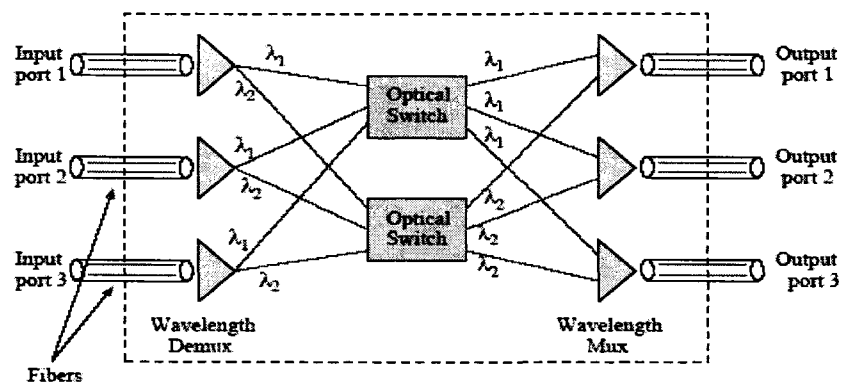 Input
port 1
λ1
λ2
Optical
Switch
λ1
λ1
λ1
Output
port 1
Input
port 2
λ1
λ2
Optical
Switch
λ2
λ2
λ2
Output
port 2
Input
port 3
λ1
λ2
Output
port 3
Wavelength
Demux
Wavelength
Mux
Fibers